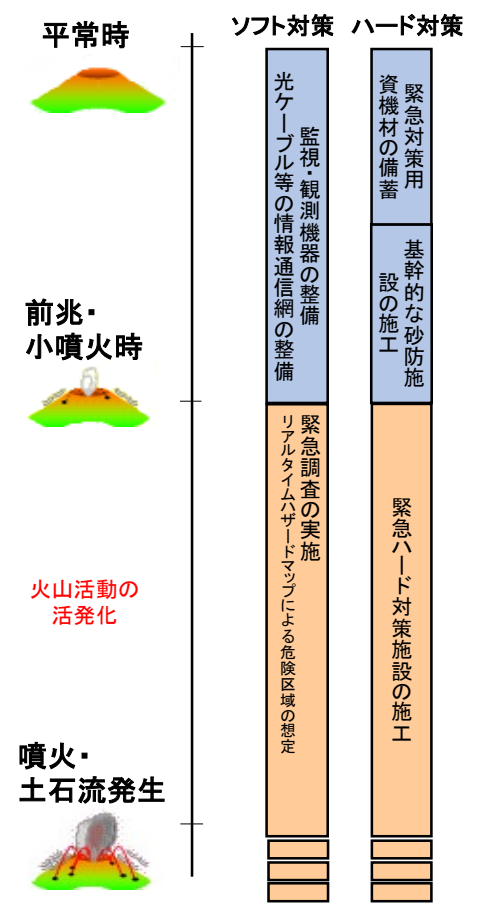 ソフト対策
ハード対策
平常時
監視・観測機器の整備
光ケーブル等の情報通信網の整備
緊急対策用
資機材の備蓄
基幹的な砂防施
設の施工
前兆・
小噴火時
緊急調査の実施
リアルタイムハザードマップによる危険区域の想定
緊急ハード対策施設の施工
火山活動の
活発化
噴火・
土石流発生